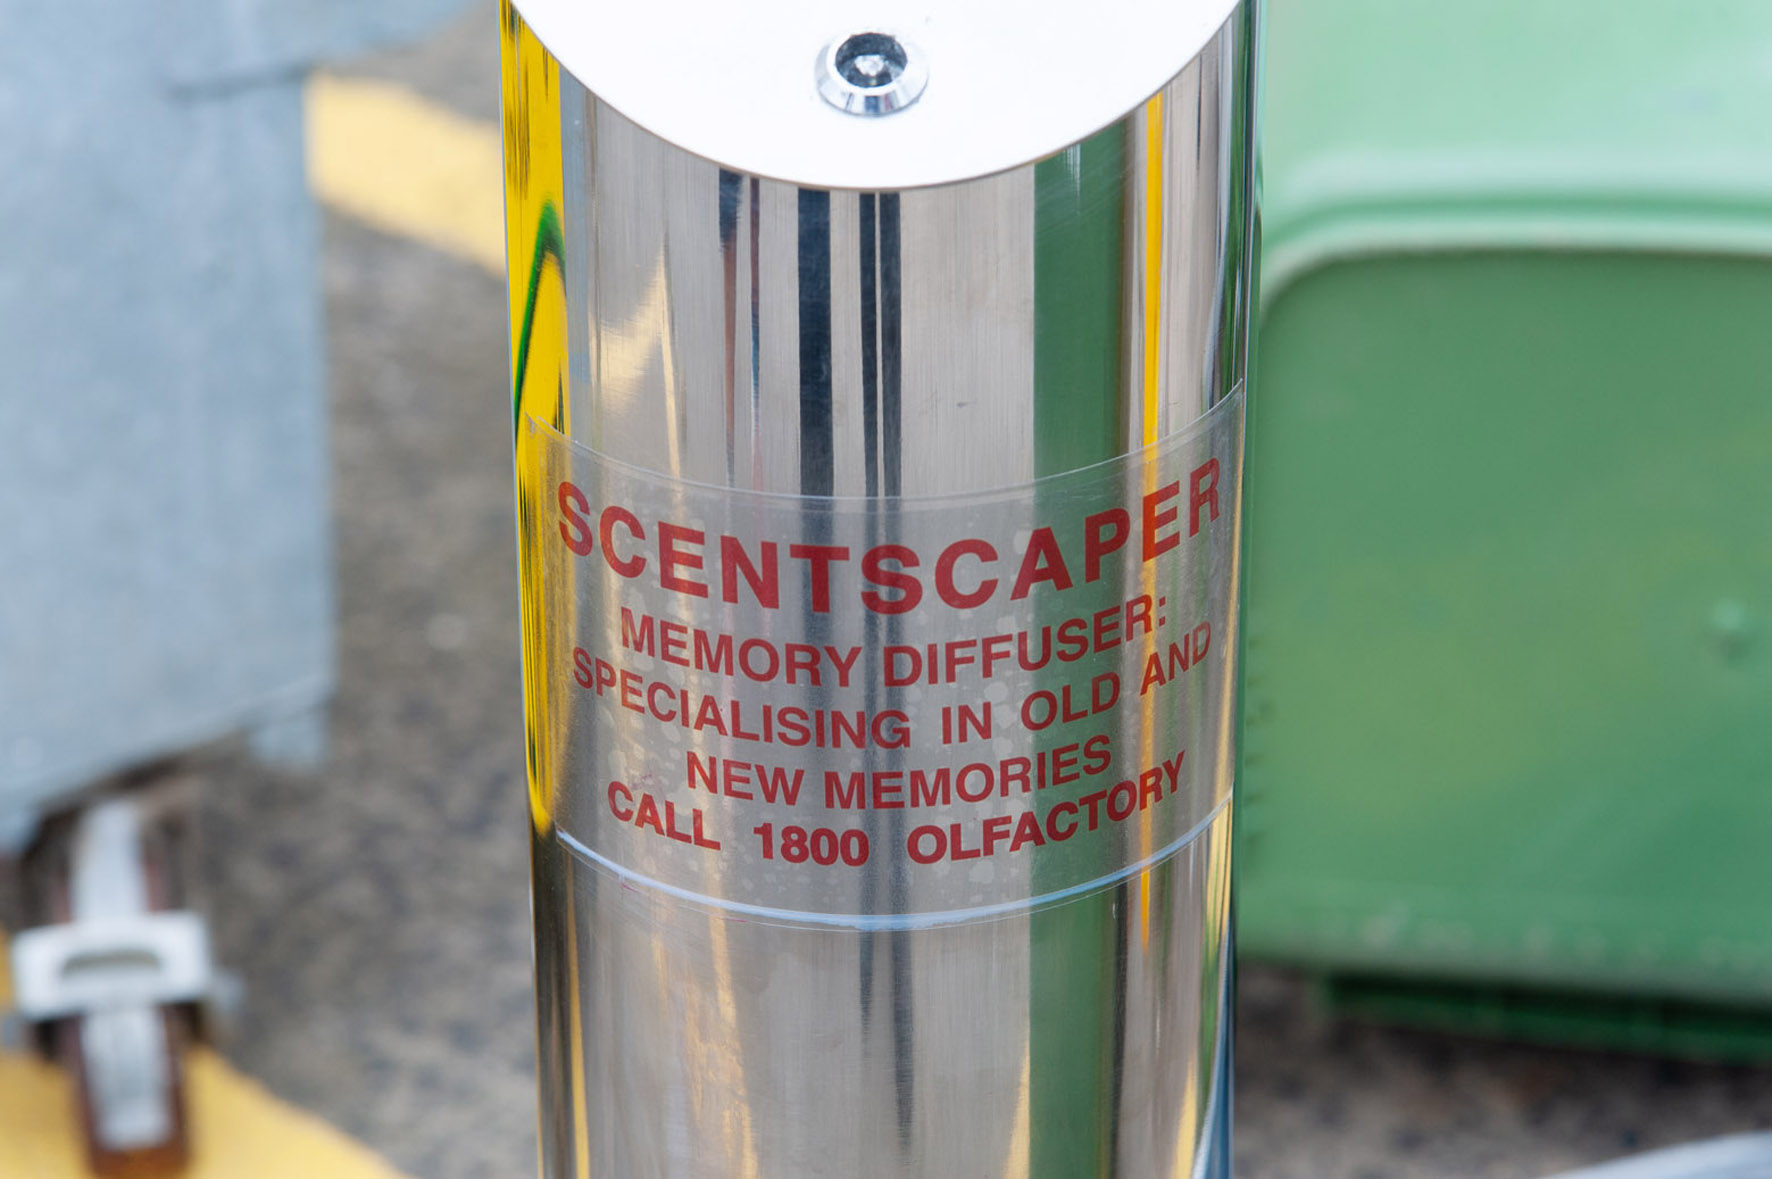 SCENTSCAPER
MEMORY DIFFUSER:
SPECIALISING IN OLD AND
NEW MEMORIES
CALL 1800 OLFACTORY